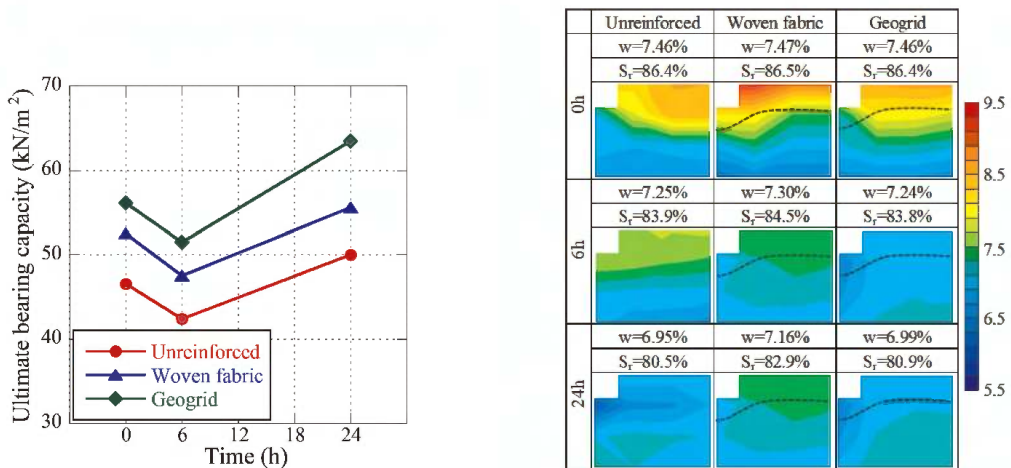 Ultimate bearing capacity (kN/m²)
70
60
50
40
30
Unreinforced
Woven fabric
Geogrid
0 6 12 18 24
Time (h)
Unreinforced Woven fabric Geogrid
w=7.46% w=7.47% w=7.46%
Sr=86.4% Sr=86.5% Sr=86.4%
0h
w=7.25% w=7.30% w=7.24%
Sr=83.9% Sr=84.5% Sr=83.8%
6h
w=6.95% w=7.16% w=6.99%
Sr=80.5% Sr=82.9% Sr=80.9%
24h
9.5
8.5
7.5
6.5
5.5